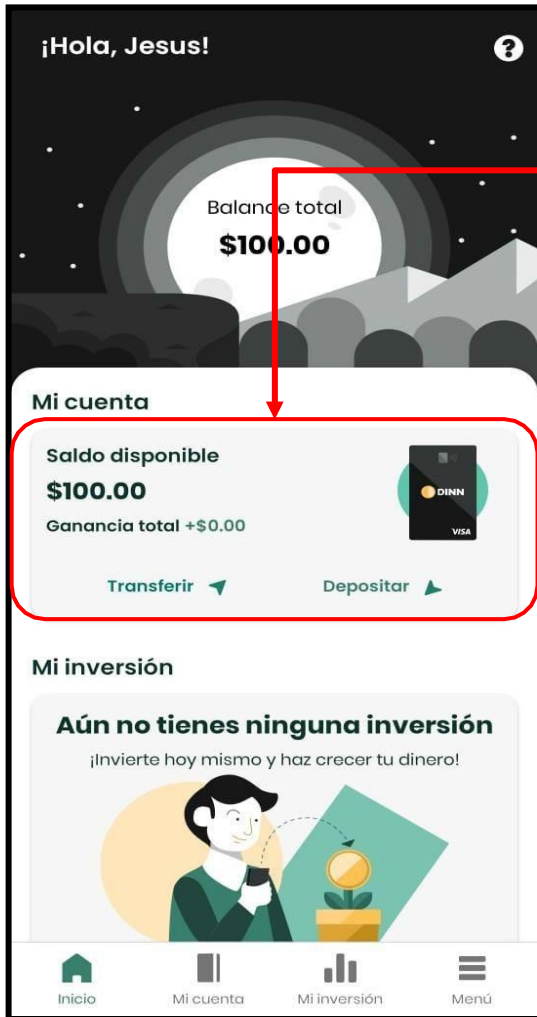 ¡Hola, Jesus!
?
Balance total
$100.00
Mi cuenta
Saldo disponible
$100.00
Ganancia total +$0.00
DINN
VISA
Transferir
Depositar
Mi inversión
Aún no tienes ninguna inversión
¡Invierte hoy mismo y haz crecer tu dinero!
Inicio
Mi cuenta
Mi inversión
Menú